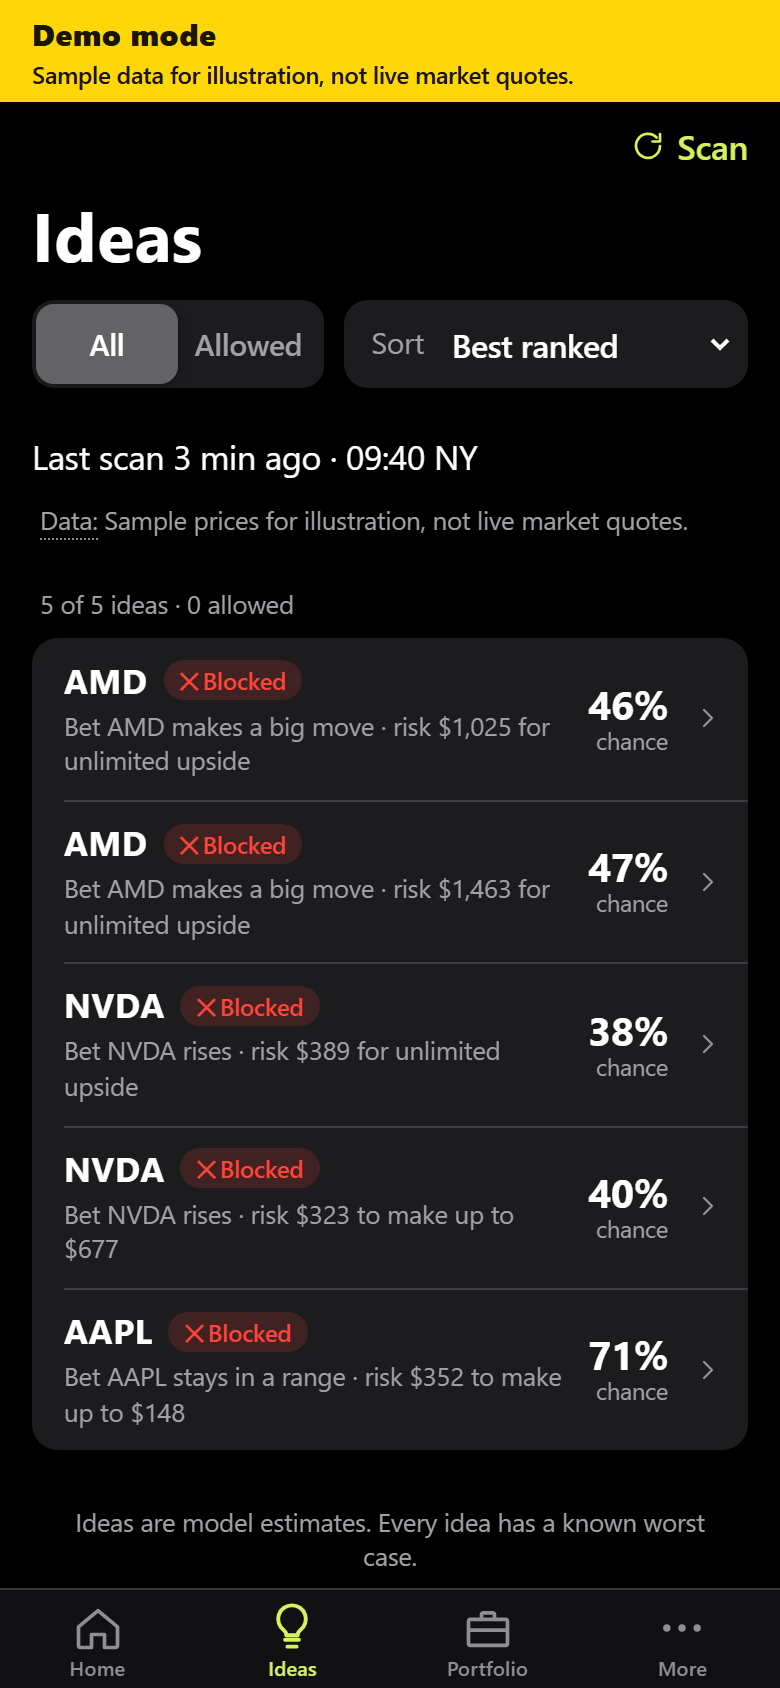 Demo mode
Sample data for illustration, not live market quotes.
Scan
Ideas
All
Allowed
Sort
Best ranked
Last scan 3 min ago · 09:40 NY
Data: Sample prices for illustration, not live market quotes.
5 of 5 ideas · 0 allowed
AMD
Blocked
Bet AMD makes a big move · risk $1,025 for
unlimited upside
46%
chance
AMD
Blocked
Bet AMD makes a big move · risk $1,463 for
unlimited upside
47%
chance
NVDA
Blocked
Bet NVDA rises · risk $389 for unlimited
upside
38%
chance
NVDA
Blocked
Bet NVDA rises · risk $323 to make up to
$677
40%
chance
AAPL
Blocked
Bet AAPL stays in a range · risk $352 to make
up to $148
71%
chance
Ideas are model estimates. Every idea has a known worst
case.
Home
Ideas
Portfolio
More